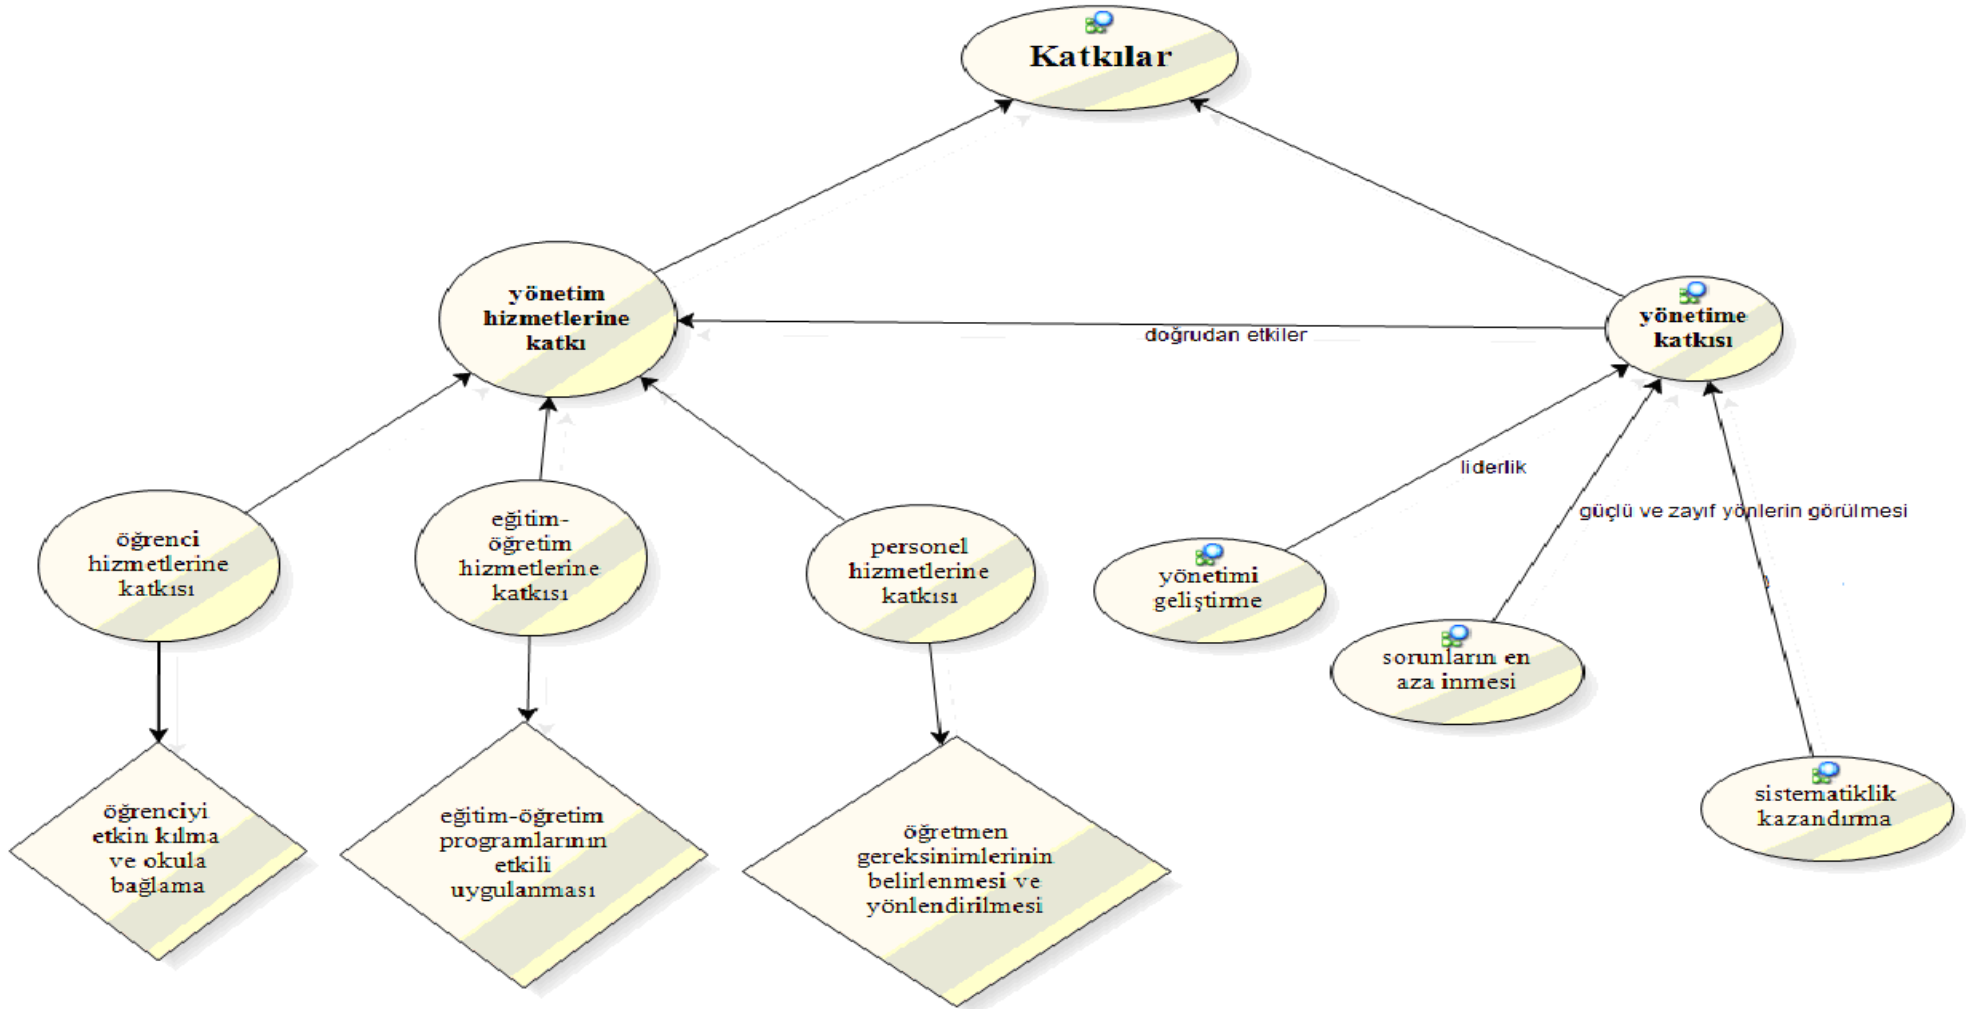 Katkılar
yönetim
hizmetlerine
katkı
doğrudan etkiler
yönetime
katkısı
liderlik
güçlü ve zayıf yönlerin görülmesi
öğrenci
hizmetlerine
katkısı
eğitim-
öğretim
hizmetlerine
katkısı
personel
hizmetlerine
katkısı
yönetimi
geliştirme
sorunların en
aza inmesi
sistematiklik
kazandırma
öğrenciyi
etkin kılma
ve okula
bağlama
eğitim-öğretim
programlarının
etkili
uygulanması
öğretmen
gereksinimlerinin
belirlenmesi ve
yönlendirilmesi